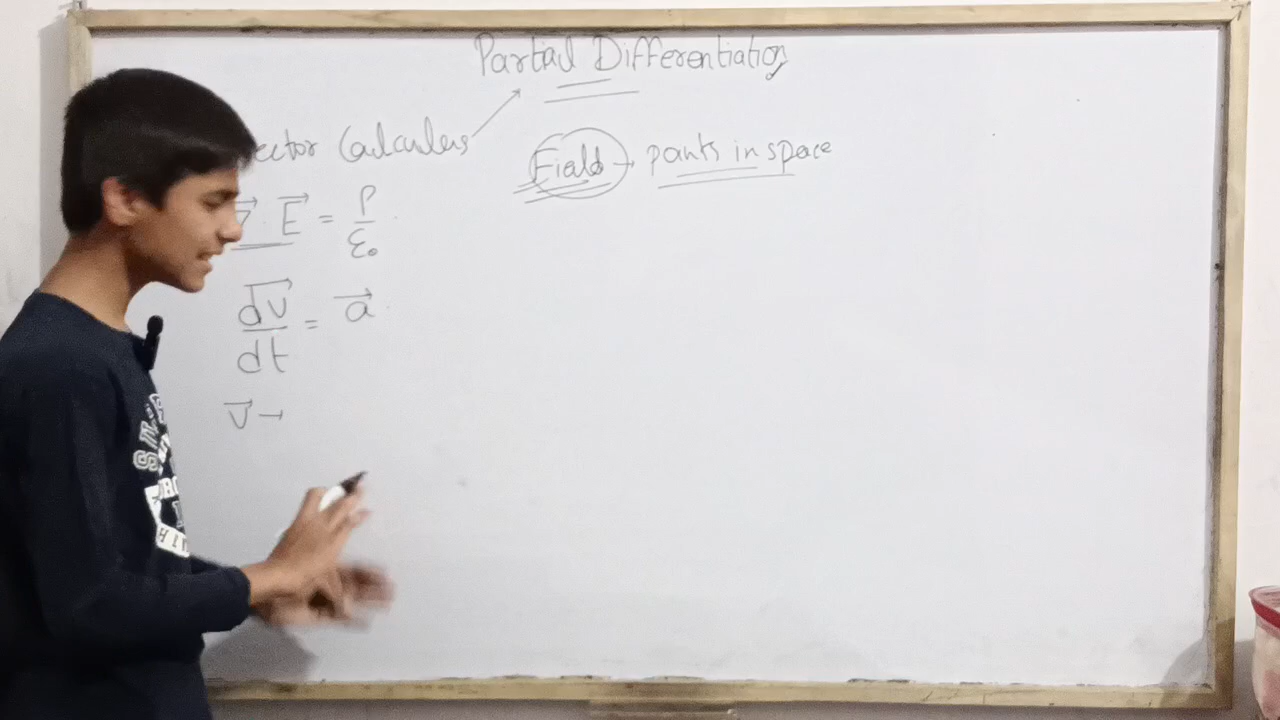 Partial Differentiation
ector Calculus
Field → points in space
∇⃗ · E⃗ = ρ/ε₀
dv⃗/dt = a⃗
v⃗ →